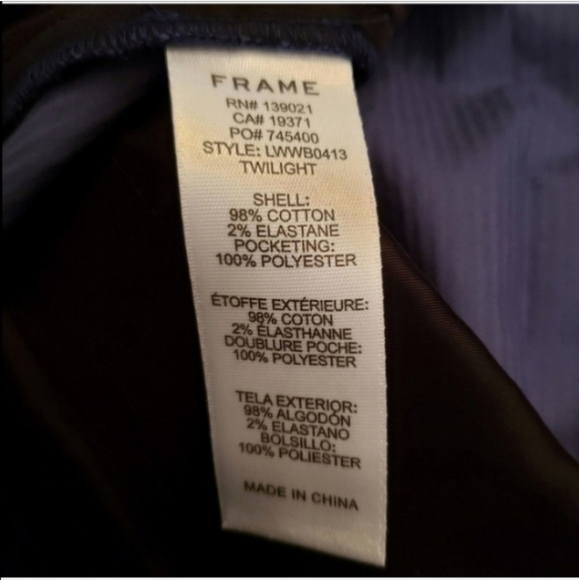 FRAME
RN# 139021
CA# 19371
PO# 745400
STYLE: LWWB0413
TWILIGHT
SHELL:
98% COTTON
2% ELASTANE
POCKETING:
100% POLYESTER
ÉTOFFE EXTÉRIEURE:
98% COTON
2% ÉLASTHANNE
DOUBLURE POCHE:
100% POLYESTER
TELA EXTERIOR:
98% ALGODÓN
2% ELASTANO
BOLSILLO:
100% POLIESTER
MADE IN CHINA